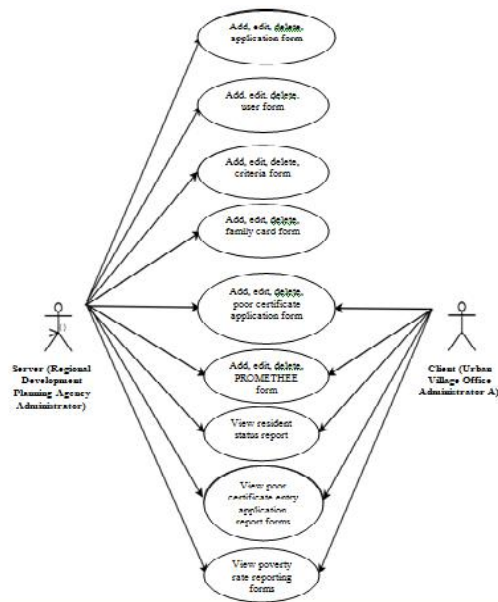 Add, edit, delete,
application form
Add, edit, delete,
user form
Add, edit, delete,
criteria form
Add, edit, delete,
family card form
Add, edit, delete,
poor certificate
application form
Server (Regional
Development
Planning Agency
Administrator)
Client (Urban
Village Office
Administrator A)
Add, edit, delete,
PROMETHEE
form
View resident
status report
View poor
certificate entry
application
report forms
View poverty
rate reporting
forms